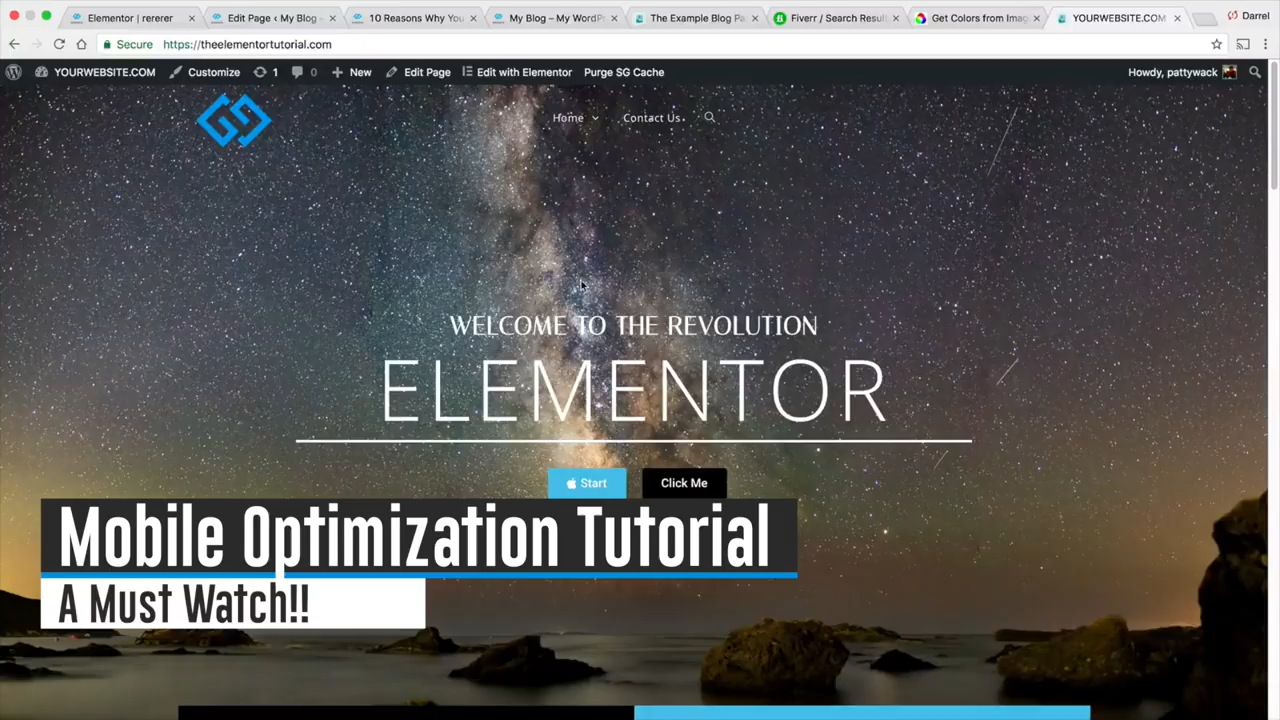 Elementor | rererer
Edit Page ‹ My Blog –
10 Reasons Why You
My Blog – My WordP
The Example Blog Pa
Fiverr / Search Resul
Get Colors from Imag
YOURWEBSITE.COM
Darrel
Secure https://theelementortutorial.com
YOURWEBSITE.COM Customize 1 0 New Edit Page Edit with Elementor Purge SG Cache Howdy, pattywack
Home Contact Us
WELCOME TO THE REVOLUTION
ELEMENTOR
Start Click Me
Mobile Optimization Tutorial
A Must Watch!!